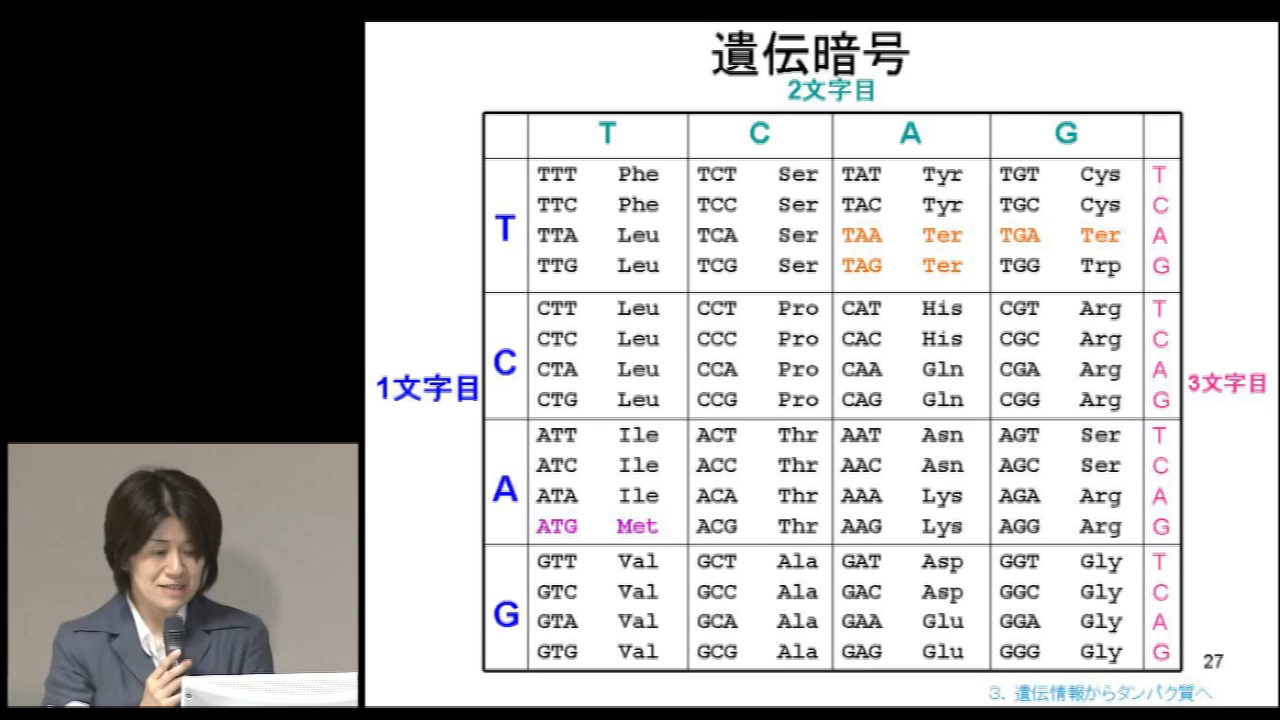 遺伝暗号
2文字目
T C A G
TTT Phe TCT Ser TAT Tyr TGT Cys T
TTC Phe TCC Ser TAC Tyr TGC Cys C
T TTA Leu TCA Ser TAA Ter TGA Ter A
TTG Leu TCG Ser TAG Ter TGG Trp G
CTT Leu CCT Pro CAT His CGT Arg T
CTC Leu CCC Pro CAC His CGC Arg C
C CTA Leu CCA Pro CAA Gln CGA Arg A
1文字目 3文字目
CTG Leu CCG Pro CAG Gln CGG Arg G
ATT Ile ACT Thr AAT Asn AGT Ser T
ATC Ile ACC Thr AAC Asn AGC Ser C
A ATA Ile ACA Thr AAA Lys AGA Arg A
ATG Met ACG Thr AAG Lys AGG Arg G
GTT Val GCT Ala GAT Asp GGT Gly T
GTC Val GCC Ala GAC Asp GGC Gly C
G GTA Val GCA Ala GAA Glu GGA Gly A
GTG Val GCG Ala GAG Glu GGG Gly G
27
3. 遺伝情報からタンパク質へ